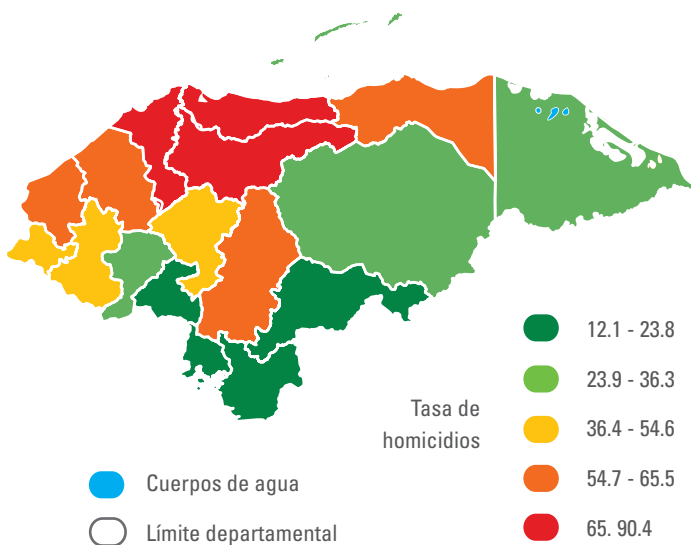 12.1 - 23.8
23.9 - 36.3
Tasa de
homicidios
36.4 - 54.6
54.7 - 65.5
65. 90.4
Cuerpos de agua
Límite departamental